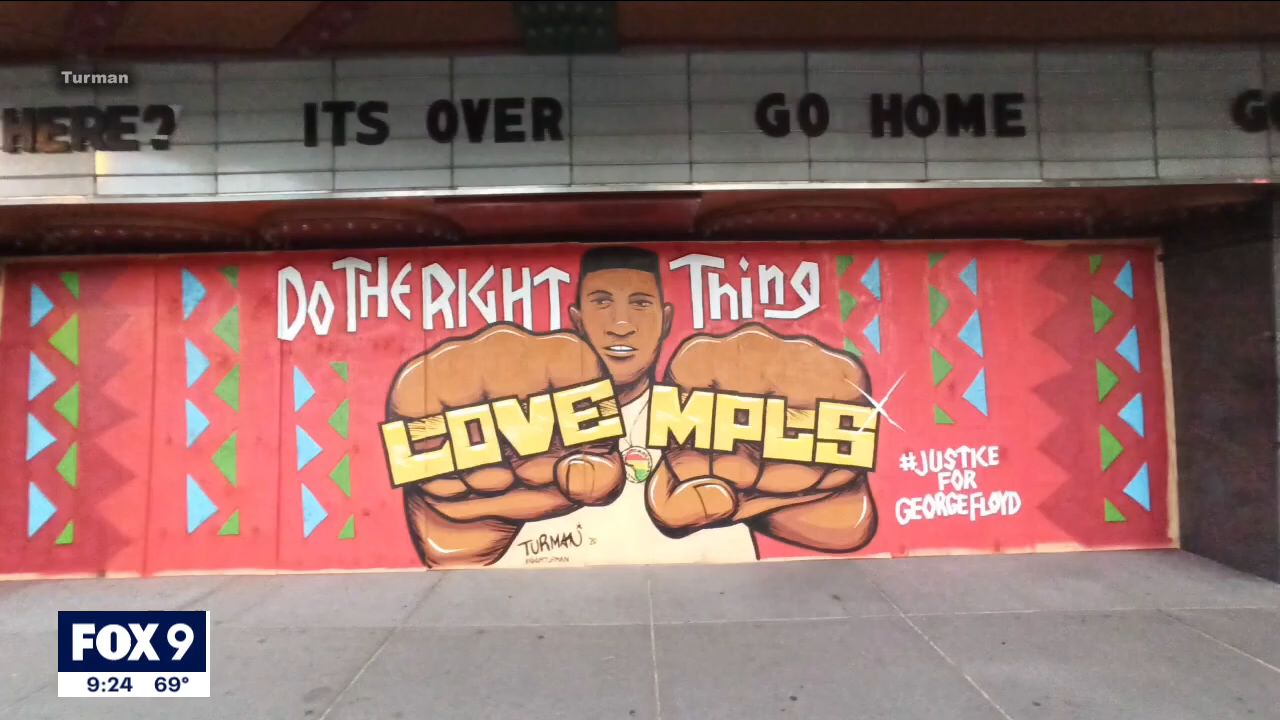 Turman
HERE? ITS OVER GO HOME GO
DO THE RIGHT Thing
LOVE MPLS
#JUSTICE
FOR
GEORGE FLOYD
TURMAN
FOX 9
9:24 69°